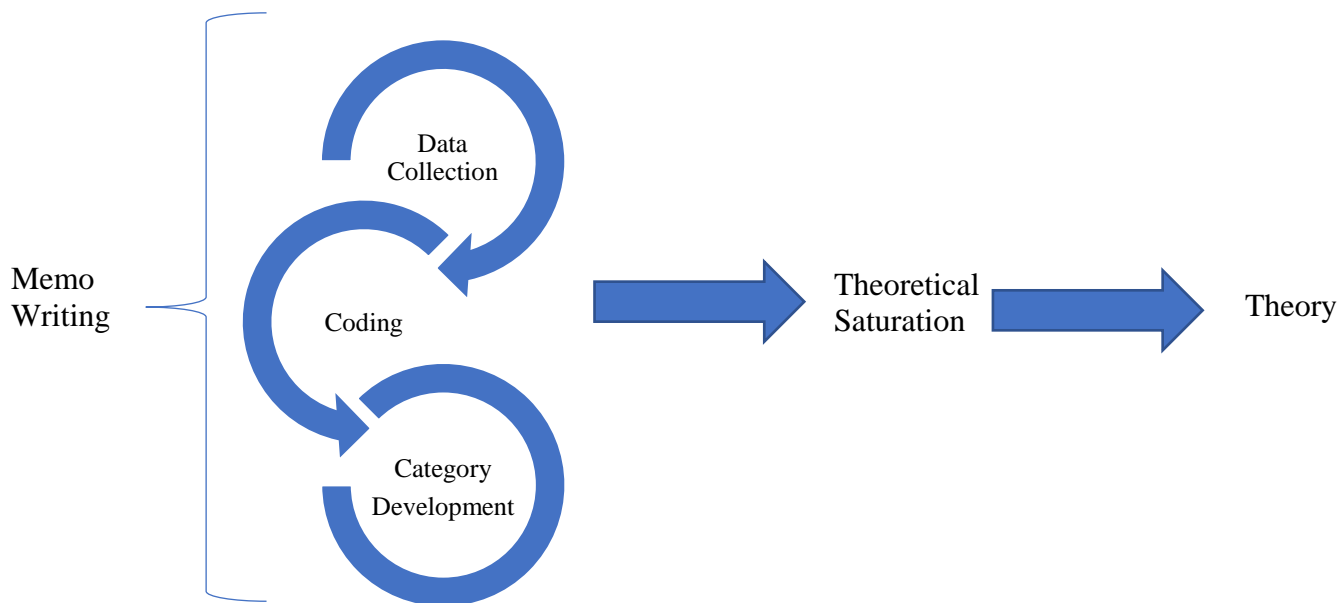 Memo
Writing
Data
Collection
Coding
Category
Development
Theoretical
Saturation
Theory